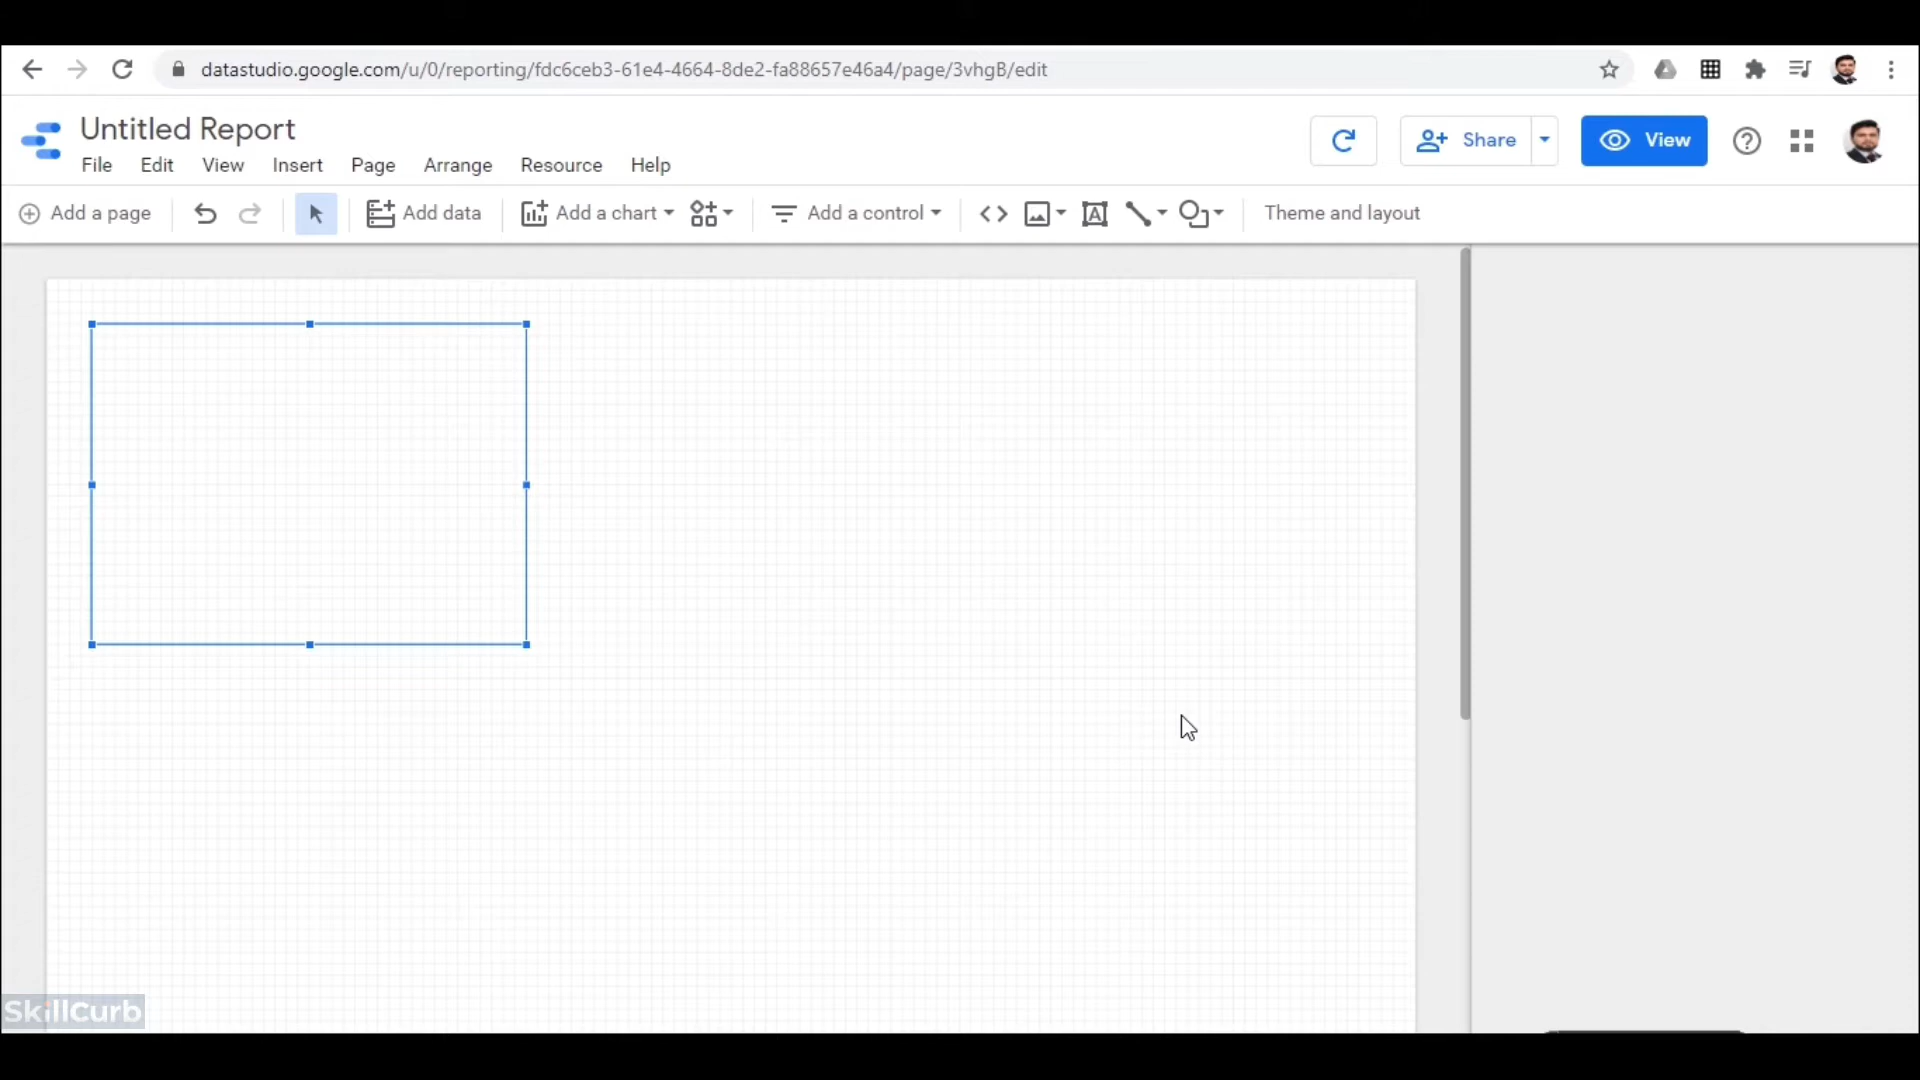 datastudio.google.com/u/0/reporting/fdc6ceb3-61e4-4664-8de2-fa88657e46a4/page/3vhgB/edit
Untitled Report
File Edit View Insert Page Arrange Resource Help
Share
View
Add a page
Add data
Add a chart
Add a control
Theme and layout
SkillCurb